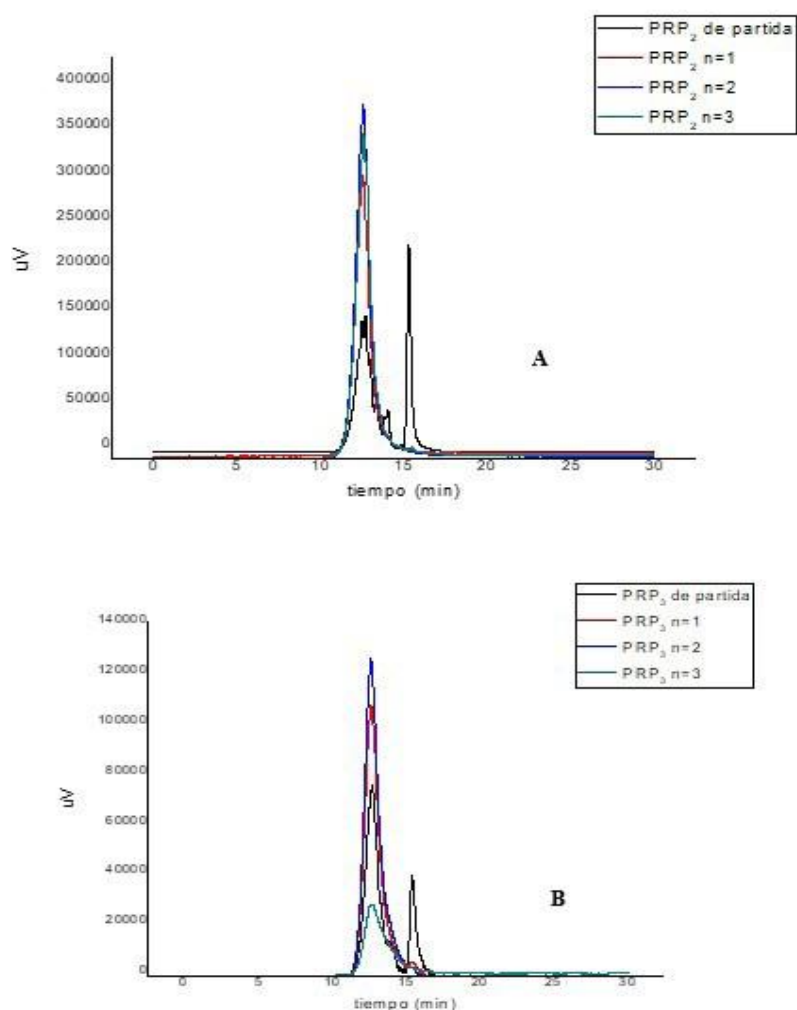 PRP₂ de partida
PRP₂ n=1
PRP₂ n=2
PRP₂ n=3
400000
350000
300000
250000
200000
150000
100000
50000
0
uV
A
0 5 10 15 20 25 30
tiempo (min)
PRP₃ de partida
PRP₃ n=1
PRP₃ n=2
PRP₃ n=3
140000
120000
100000
80000
60000
40000
20000
0
uV
B
0 5 10 15 20 25 30
tiempo (min)